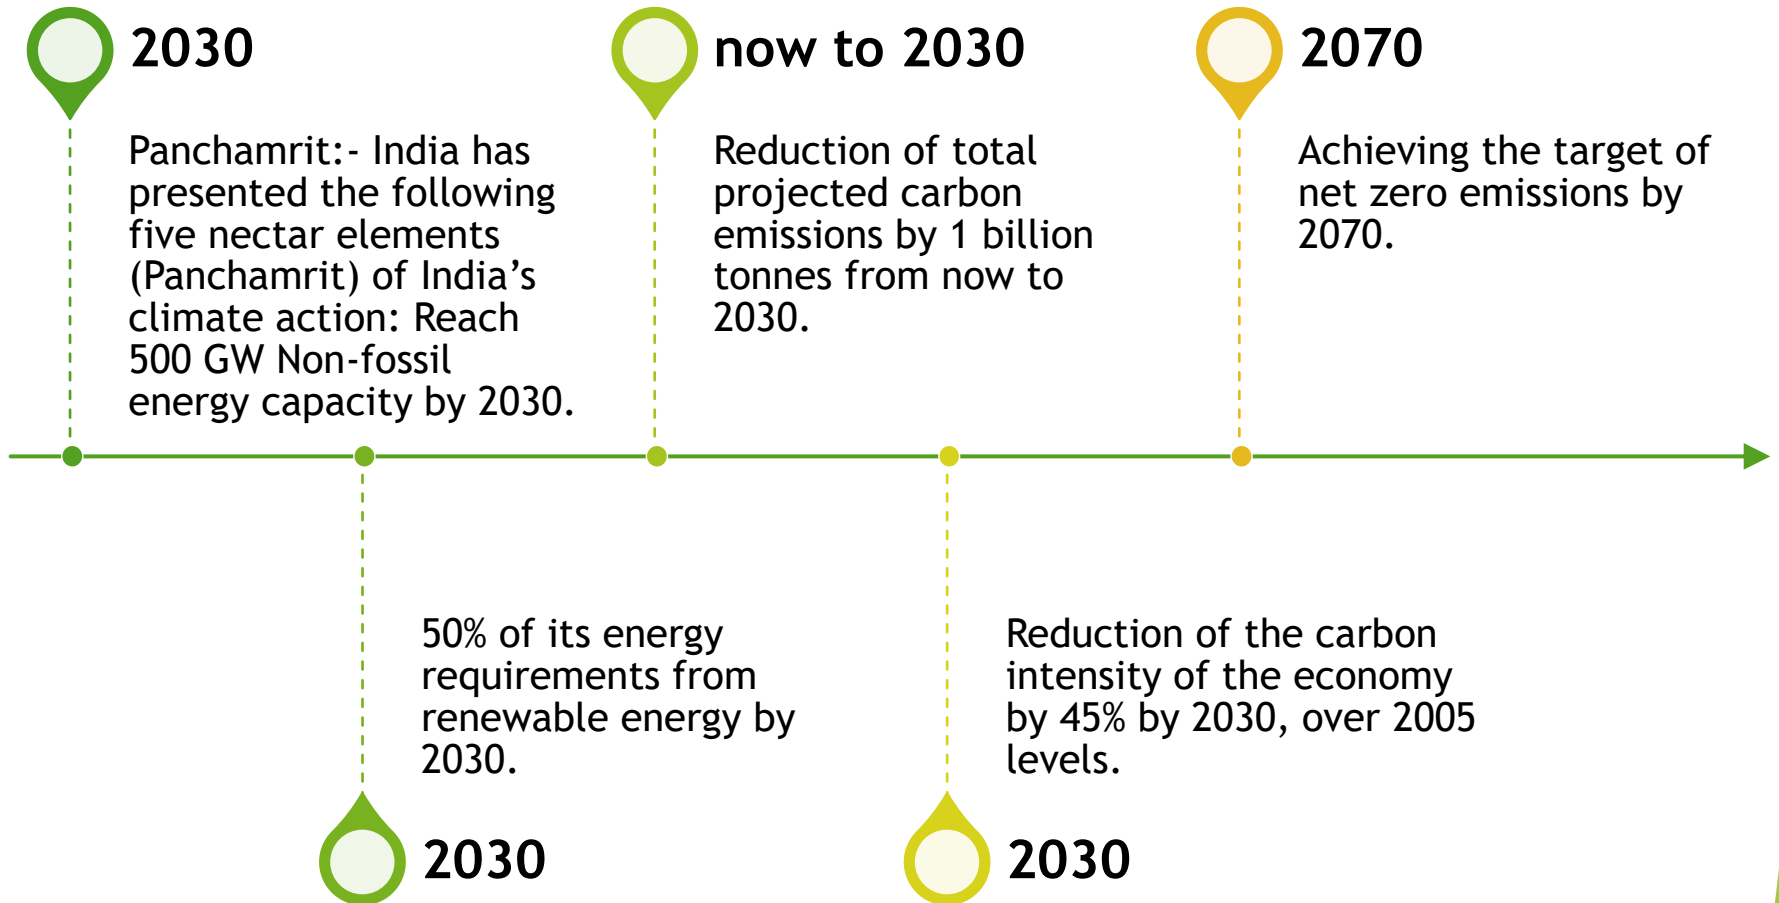 2030
Panchamrit:- India has
presented the following
five nectar elements
(Panchamrit) of India’s
climate action: Reach
500 GW Non-fossil
energy capacity by 2030.
50% of its energy
requirements from
renewable energy by
2030.
2030
now to 2030
Reduction of total
projected carbon
emissions by 1 billion
tonnes from now to
2030.
Reduction of the carbon
intensity of the economy
by 45% by 2030, over 2005
levels.
2030
2070
Achieving the target of
net zero emissions by
2070.